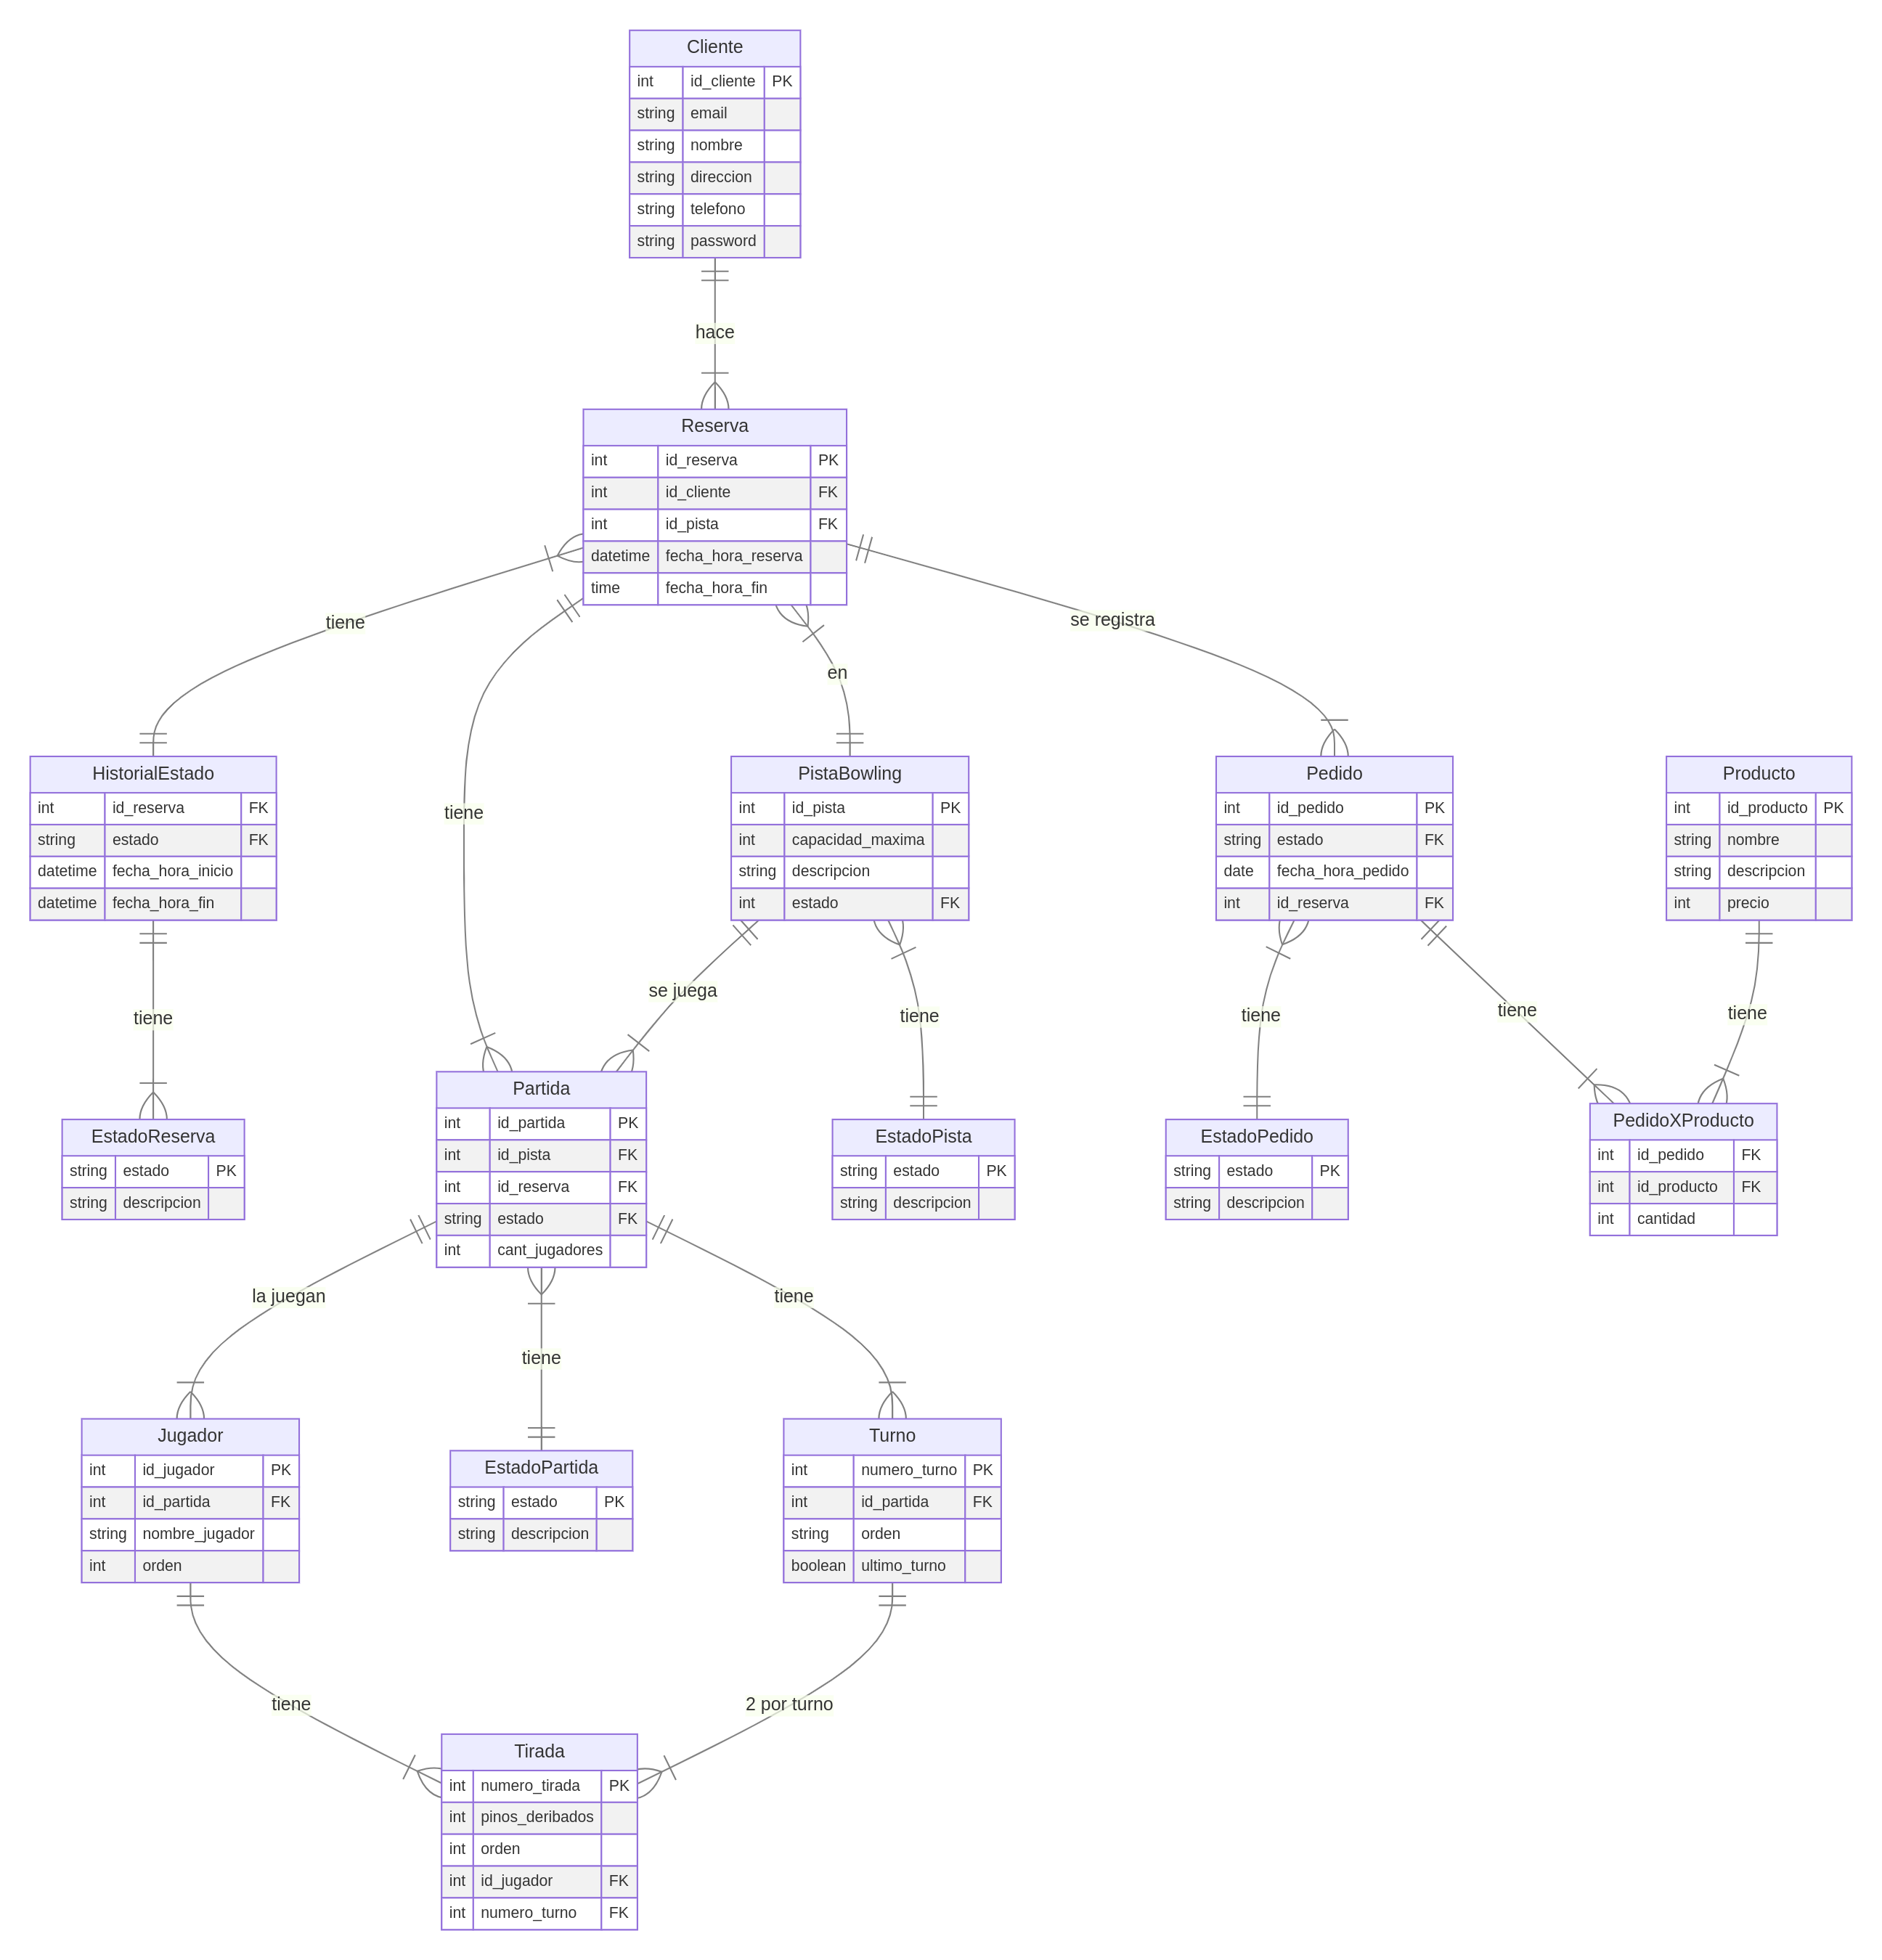 Cliente
int id_cliente PK
string email
string nombre
string direccion
string telefono
string password
hace
Reserva
int id_reserva PK
int id_cliente FK
int id_pista FK
datetime fecha_hora_reserva
time fecha_hora_fin
tiene
tiene
en
se registra
HistorialEstado
int id_reserva FK
string estado FK
datetime fecha_hora_inicio
datetime fecha_hora_fin
PistaBowling
int id_pista PK
int capacidad_maxima
string descripcion
int estado FK
Pedido
int id_pedido PK
string estado FK
date fecha_hora_pedido
int id_reserva FK
Producto
int id_producto PK
string nombre
string descripcion
int precio
tiene
se juega
tiene
tiene
tiene
tiene
EstadoReserva
string estado PK
string descripcion
Partida
int id_partida PK
int id_pista FK
int id_reserva FK
string estado FK
int cant_jugadores
EstadoPista
string estado PK
string descripcion
EstadoPedido
string estado PK
string descripcion
PedidoXProducto
int id_pedido FK
int id_producto FK
int cantidad
la juegan
tiene
tiene
Jugador
int id_jugador PK
int id_partida FK
string nombre_jugador
int orden
EstadoPartida
string estado PK
string descripcion
Turno
int numero_turno PK
int id_partida FK
string orden
boolean ultimo_turno
tiene
2 por turno
Tirada
int numero_tirada PK
int pinos_deribados
int orden
int id_jugador FK
int numero_turno FK